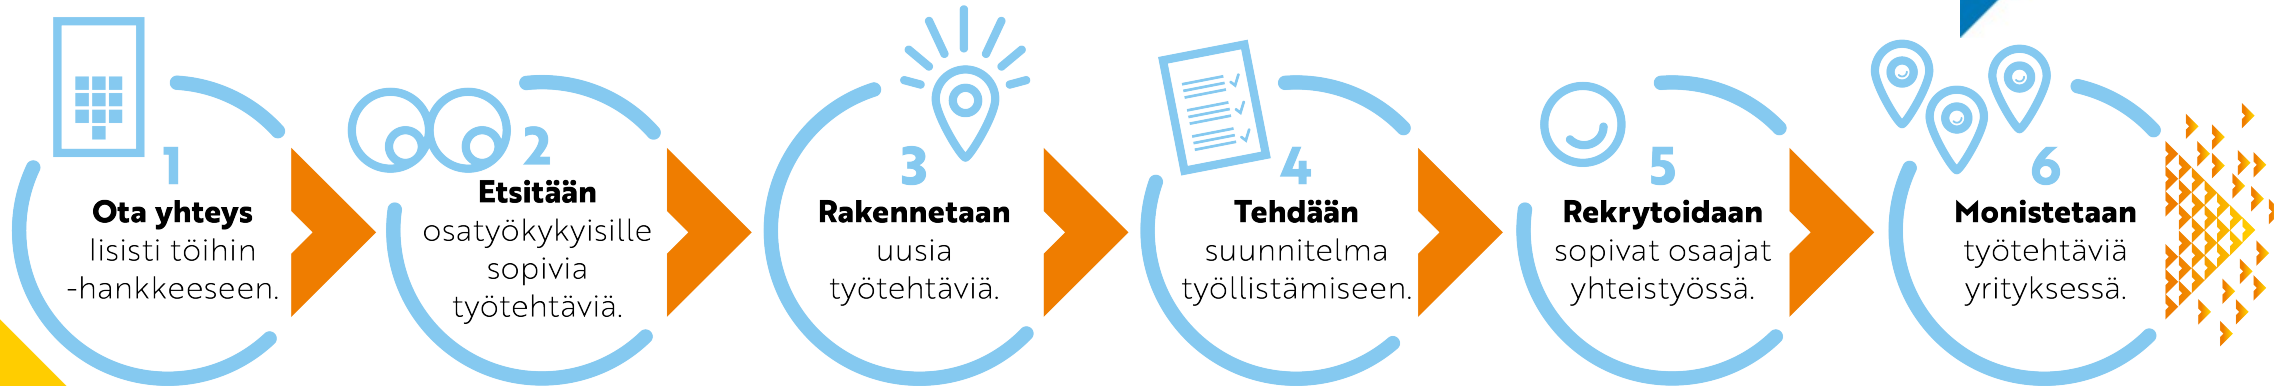 1
Ota yhteys
lisisti töihin
-hankkeeseen.
2
Etsitään
osatyökykyisille
sopivia
työtehtäviä.
3
Rakennetaan
uusia
työtehtäviä.
4
Tehdään
suunnitelma
työllistämiseen.
5
Rekrytoidaan
sopivat osaajat
yhteistyössä.
6
Monistetaan
työtehtäviä
yrityksessä.